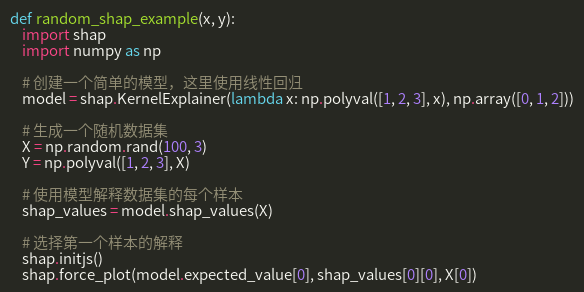 def random_shap_example(x, y):
    import shap
    import numpy as np
    # 创建一个简单的模型，这里使用线性回归
    model = shap.KernelExplainer(lambda x: np.polyval([1, 2, 3], x), np.array([0, 1, 2]))
    # 生成一个随机数据集
    X = np.random.rand(100, 3)
    Y = np.polyval([1, 2, 3], X)
    # 使用模型解释数据集的每个样本
    shap_values = model.shap_values(X)
    # 选择第一个样本的解释
    shap.initjs()
    shap.force_plot(model.expected_value[0], shap_values[0][0], X[0])